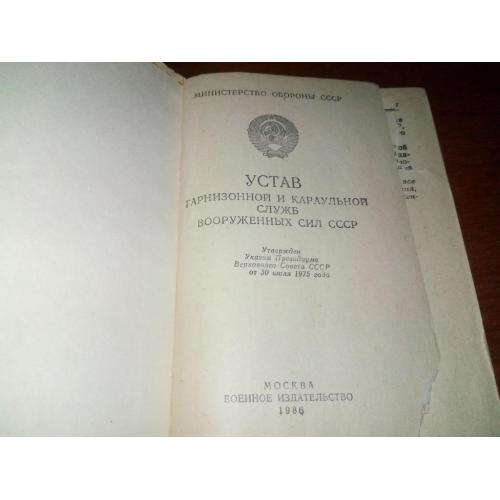 МИНИСТЕРСТВО ОБОРОНЫ СССР
УСТАВ
ГАРНИЗОННОЙ И КАРАУЛЬНОЙ
СЛУЖБ
ВООРУЖЕННЫХ СИЛ СССР
Утвержден
Указом Президиума
Верховного Совета СССР
от 30 июля 1975 года
МОСКВА
ВОЕННОЕ ИЗДАТЕЛЬСТВО
1986